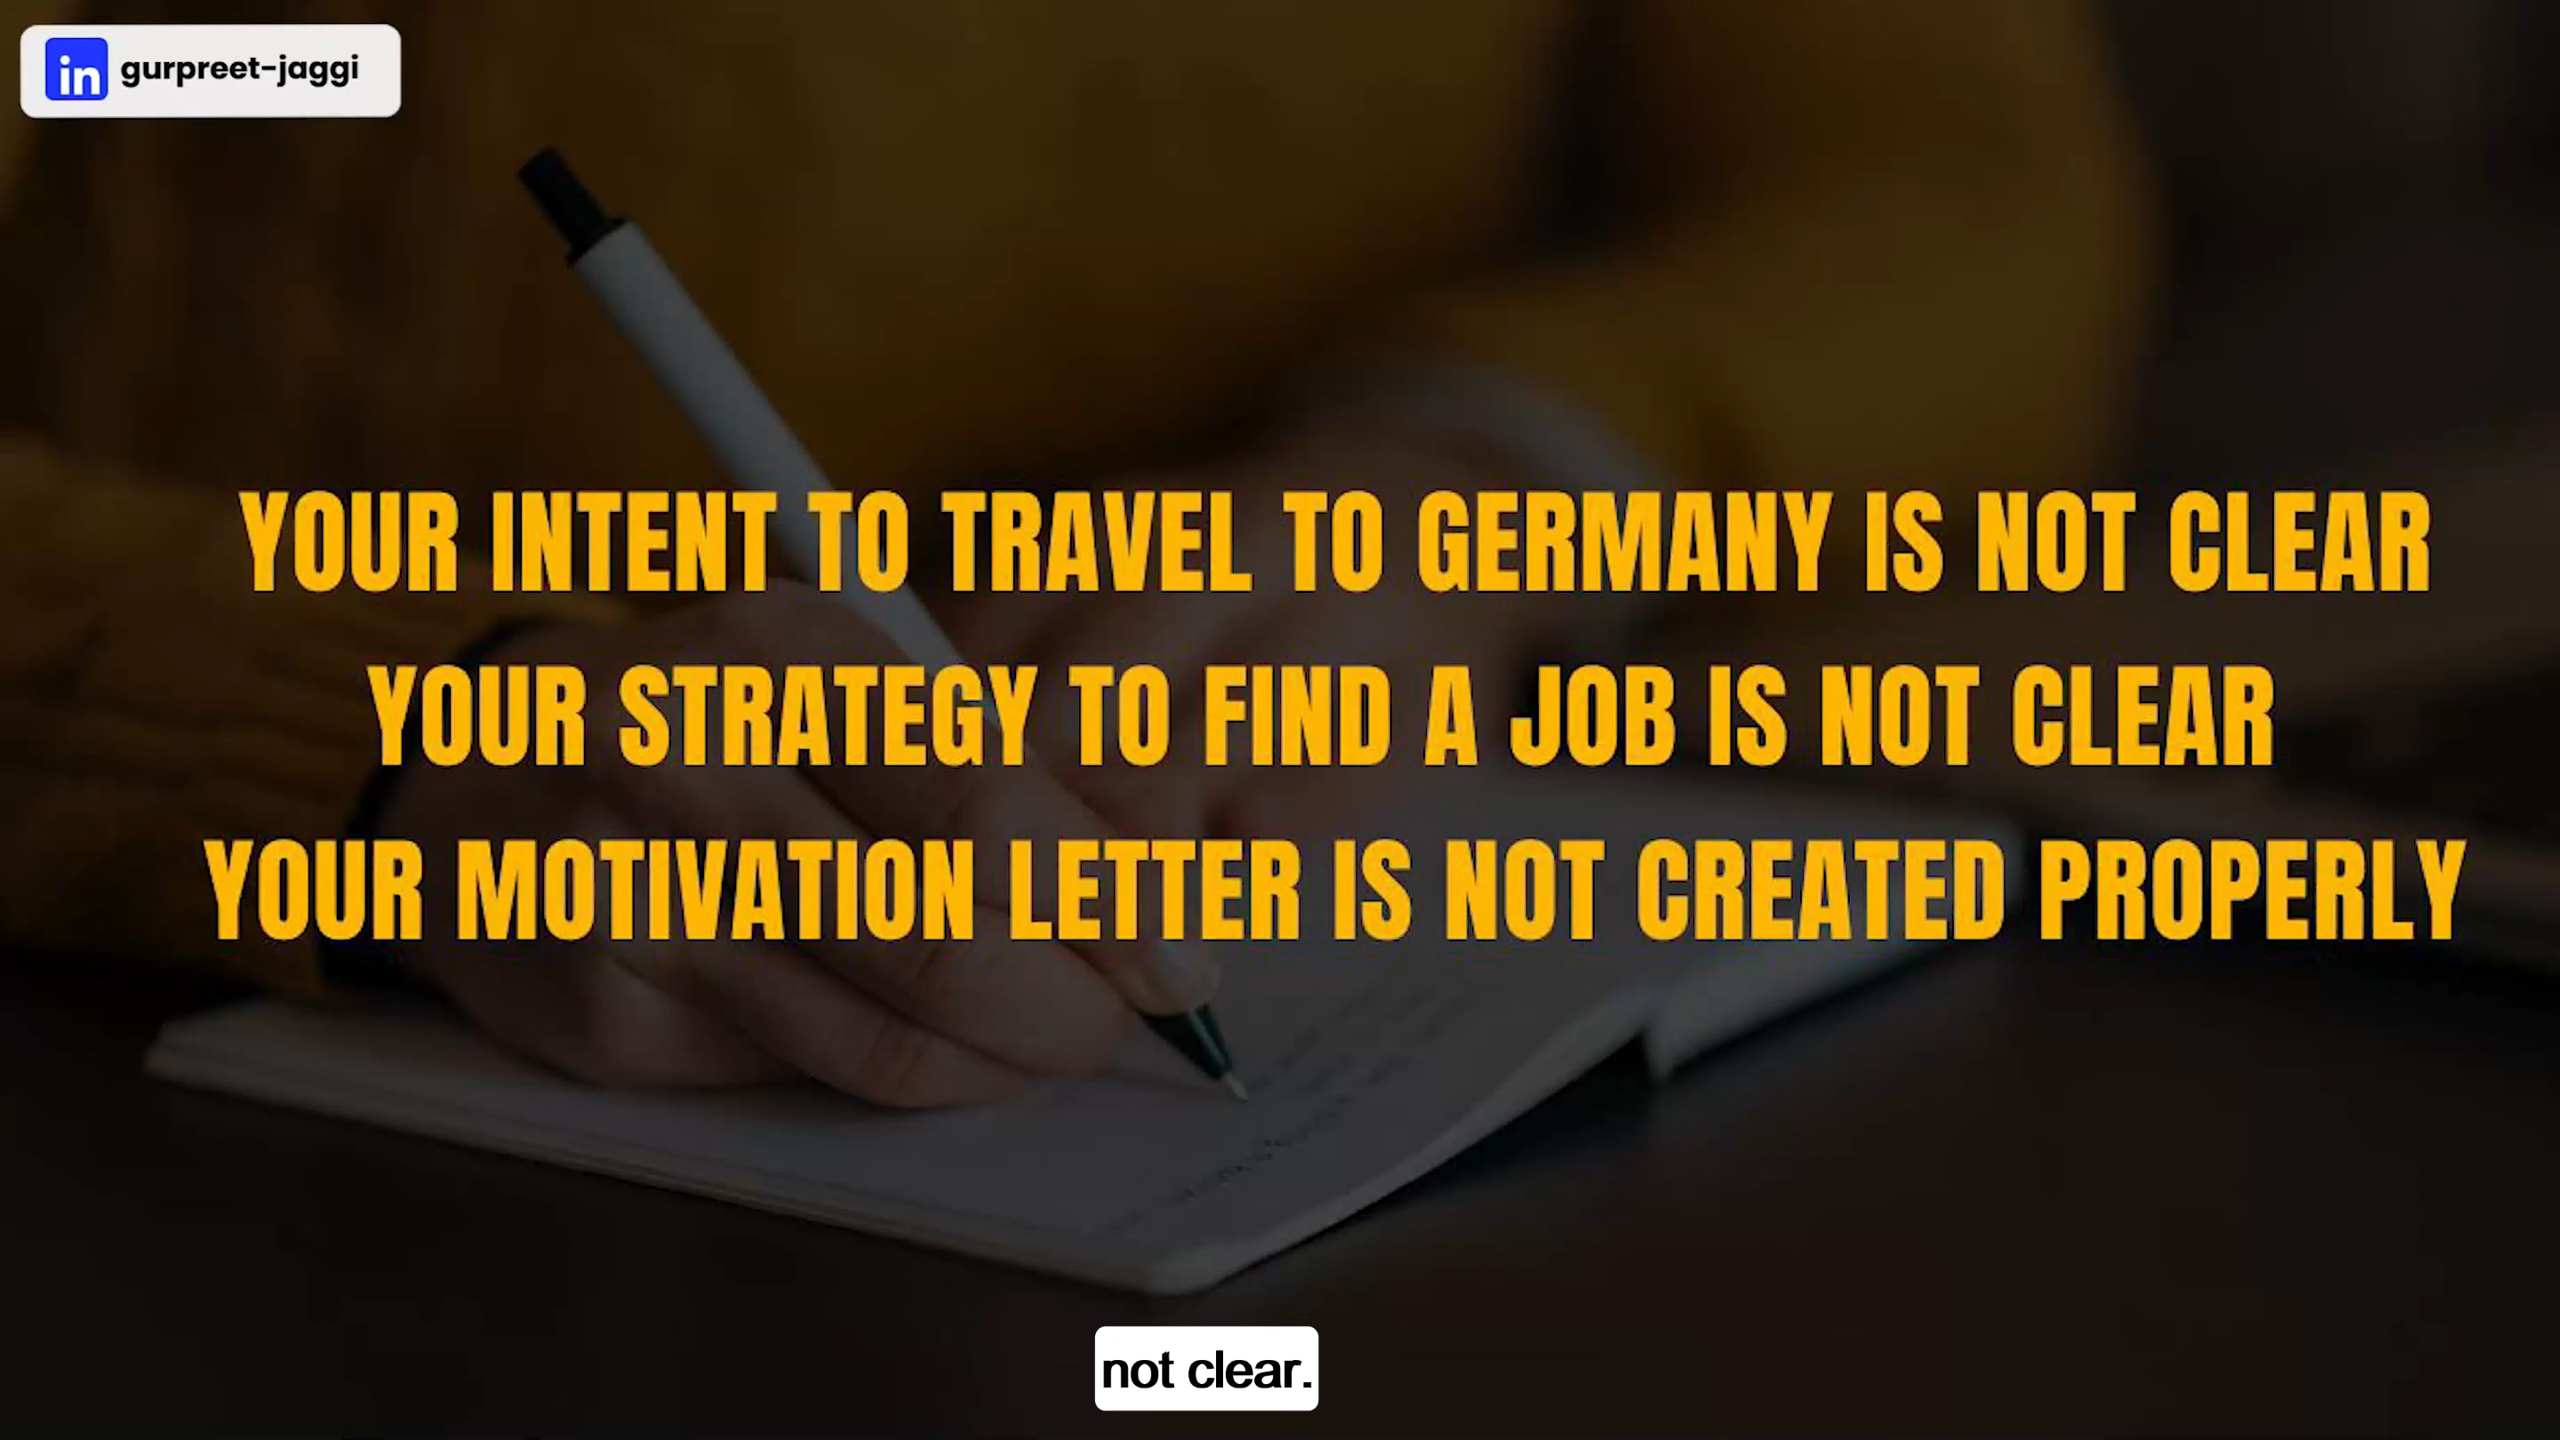 in gurpreet-jaggi
YOUR INTENT TO TRAVEL TO GERMANY IS NOT CLEAR
YOUR STRATEGY TO FIND A JOB IS NOT CLEAR
YOUR MOTIVATION LETTER IS NOT CREATED PROPERLY
not clear.